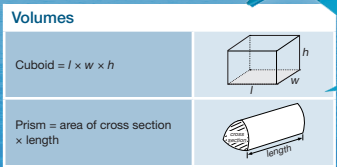 Volumes
Cuboid = l × w × h
h
w
l
Prism = area of cross section
× length
cross
section
length